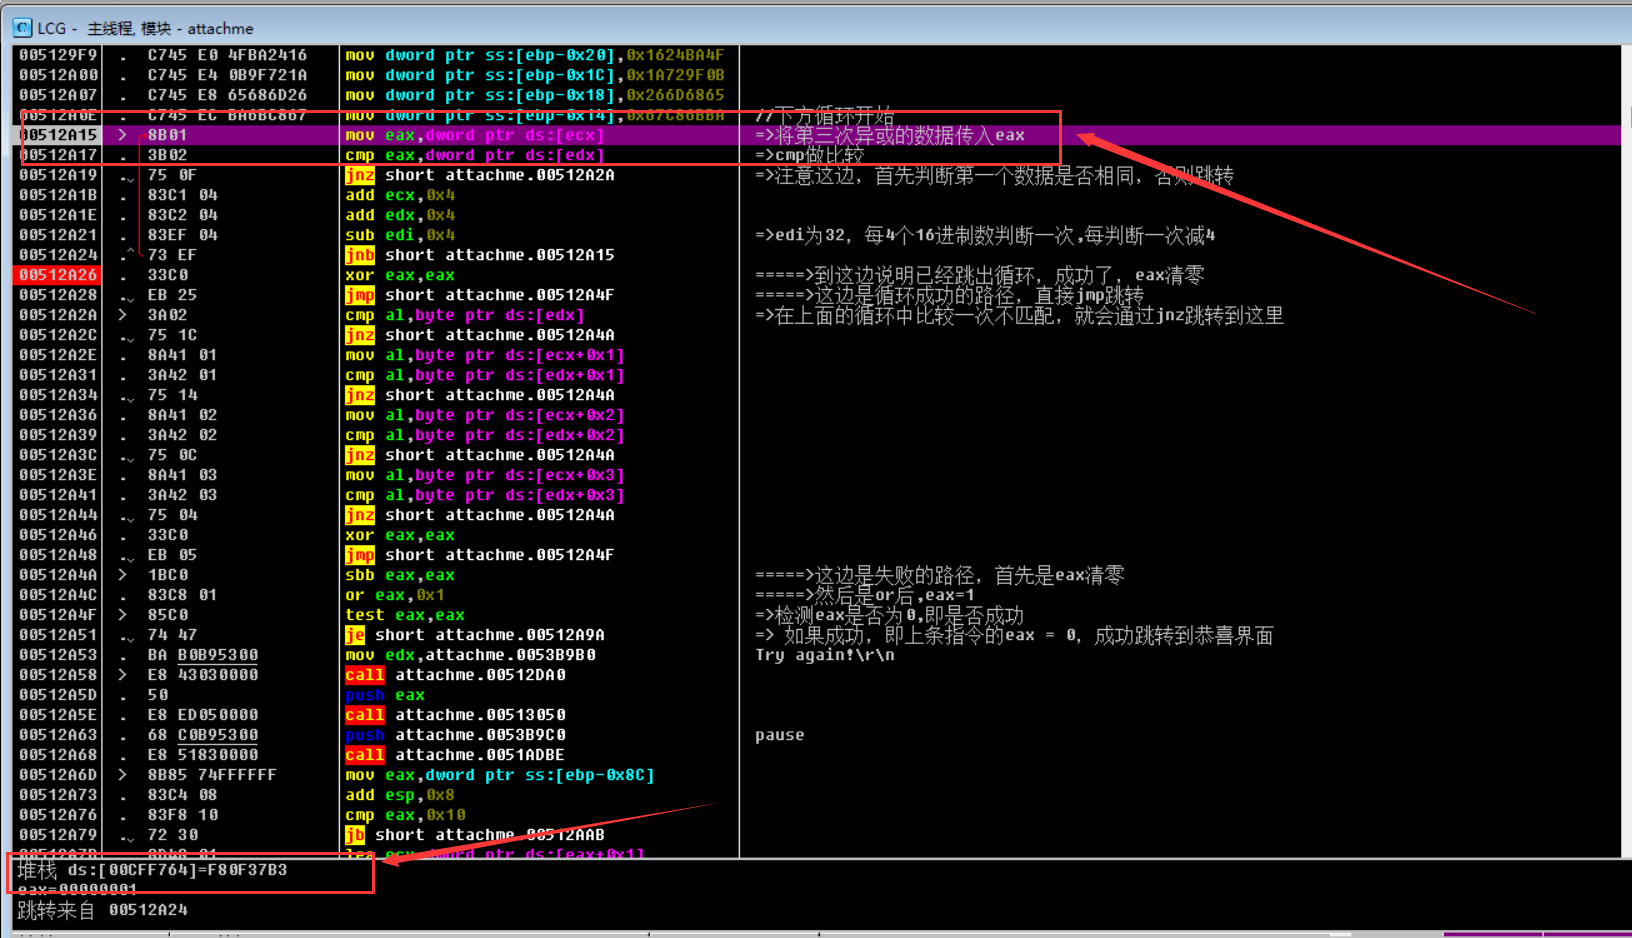 LCG - 主线程, 模块 - attachme
005129F9 . C745 E0 4FBA2416 mov dword ptr ss:[ebp-0x20],0x1624BA4F
00512A00 . C745 E4 0B9F721A mov dword ptr ss:[ebp-0x1C],0x1A729F0B
00512A07 . C745 E8 65686D26 mov dword ptr ss:[ebp-0x18],0x266D6865
00512A0E . C745 EC BA6BC867 mov dword ptr ss:[ebp-0x14],0x67C86BBA //下方循环开始
00512A15 > 8B01 mov eax,dword ptr ds:[ecx] =>将第三次异或的数据传入eax
00512A17 . 3B02 cmp eax,dword ptr ds:[edx] =>cmp做比较
00512A19 . 75 0F jnz short attachme.00512A2A =>注意这边，首先判断第一个数据是否相同，否则跳转
00512A1B . 83C1 04 add ecx,0x4
00512A1E . 83C2 04 add edx,0x4
00512A21 . 83EF 04 sub edi,0x4 =>edi为32，每4个16进制数判断一次,每判断一次减4
00512A24 .^ 73 EF jnb short attachme.00512A15
00512A26 . 33C0 xor eax,eax =====>到这边说明已经跳出循环，成功了，eax清零
00512A28 . EB 25 jmp short attachme.00512A4F =====>这边是循环成功的路径，直接jmp跳转
00512A2A > 3A02 cmp al,byte ptr ds:[edx] =>在上面的循环中比较一次不匹配，就会通过jnz跳转到这里
00512A2C . 75 1C jnz short attachme.00512A4A
00512A2E . 8A41 01 mov al,byte ptr ds:[ecx+0x1]
00512A31 . 3A42 01 cmp al,byte ptr ds:[edx+0x1]
00512A34 . 75 14 jnz short attachme.00512A4A
00512A36 . 8A41 02 mov al,byte ptr ds:[ecx+0x2]
00512A39 . 3A42 02 cmp al,byte ptr ds:[edx+0x2]
00512A3C . 75 0C jnz short attachme.00512A4A
00512A3E . 8A41 03 mov al,byte ptr ds:[ecx+0x3]
00512A41 . 3A42 03 cmp al,byte ptr ds:[edx+0x3]
00512A44 . 75 04 jnz short attachme.00512A4A
00512A46 . 33C0 xor eax,eax
00512A48 . EB 05 jmp short attachme.00512A4F
00512A4A > 1BC0 sbb eax,eax =====>这边是失败的路径，首先是eax清零
00512A4C . 83C8 01 or eax,0x1 =====>然后是or后,eax=1
00512A4F > 85C0 test eax,eax =>检测eax是否为0,即是否成功
00512A51 . 74 47 je short attachme.00512A9A => 如果成功，即上条指令的eax = 0，成功跳转到恭喜界面
00512A53 . BA B0B95300 mov edx,attachme.0053B9B0 Try again!\r\n
00512A58 > E8 43030000 call attachme.00512DA0
00512A5D . 50 push eax
00512A5E . E8 ED050000 call attachme.00513050
00512A63 . 68 C0B95300 push attachme.0053B9C0 pause
00512A68 . E8 51830000 call attachme.0051ADBE
00512A6D > 8B85 74FFFFFF mov eax,dword ptr ss:[ebp-0x8C]
00512A73 . 83C4 08 add esp,0x8
00512A76 . 83F8 10 cmp eax,0x10
00512A79 . 72 30 jb short attachme.00512AAB
00512A7B . 8D48 01 lea ecx,dword ptr ds:[eax+0x1]
堆栈 ds:[00CFF764]=F80F37B3
eax=00000001
跳转来自 00512A24